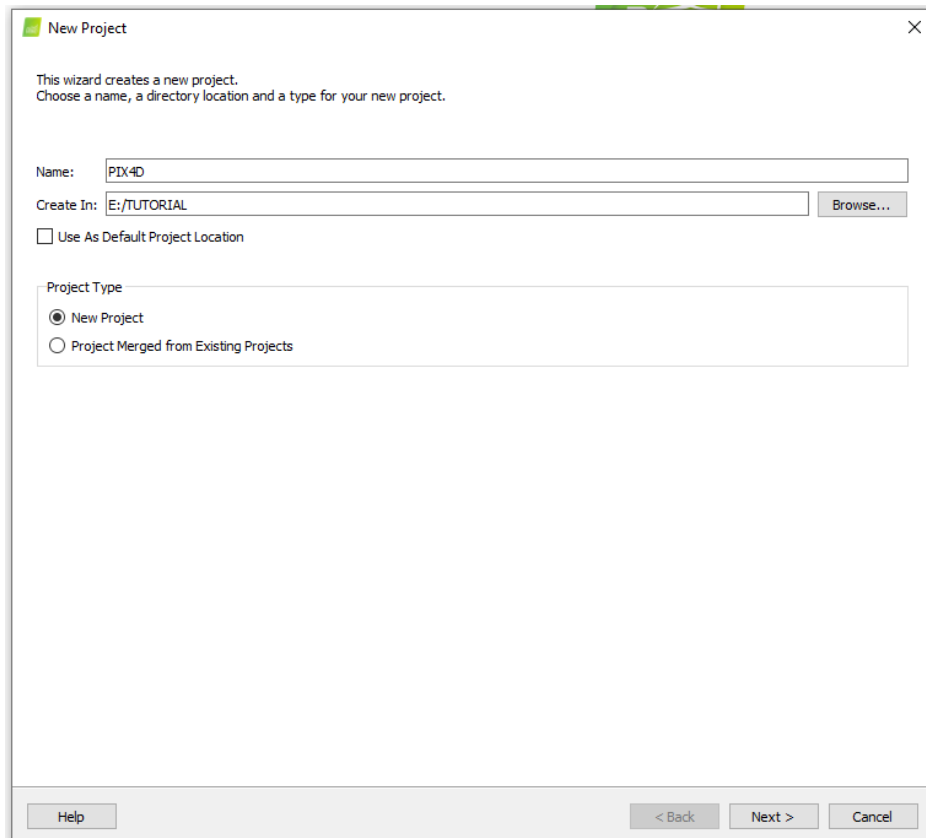 New Project
This wizard creates a new project.
Choose a name, a directory location and a type for your new project.
Name: PIX4D
Create In: E:/TUTORIAL Browse...
Use As Default Project Location
Project Type
New Project
Project Merged from Existing Projects
Help < Back Next > Cancel